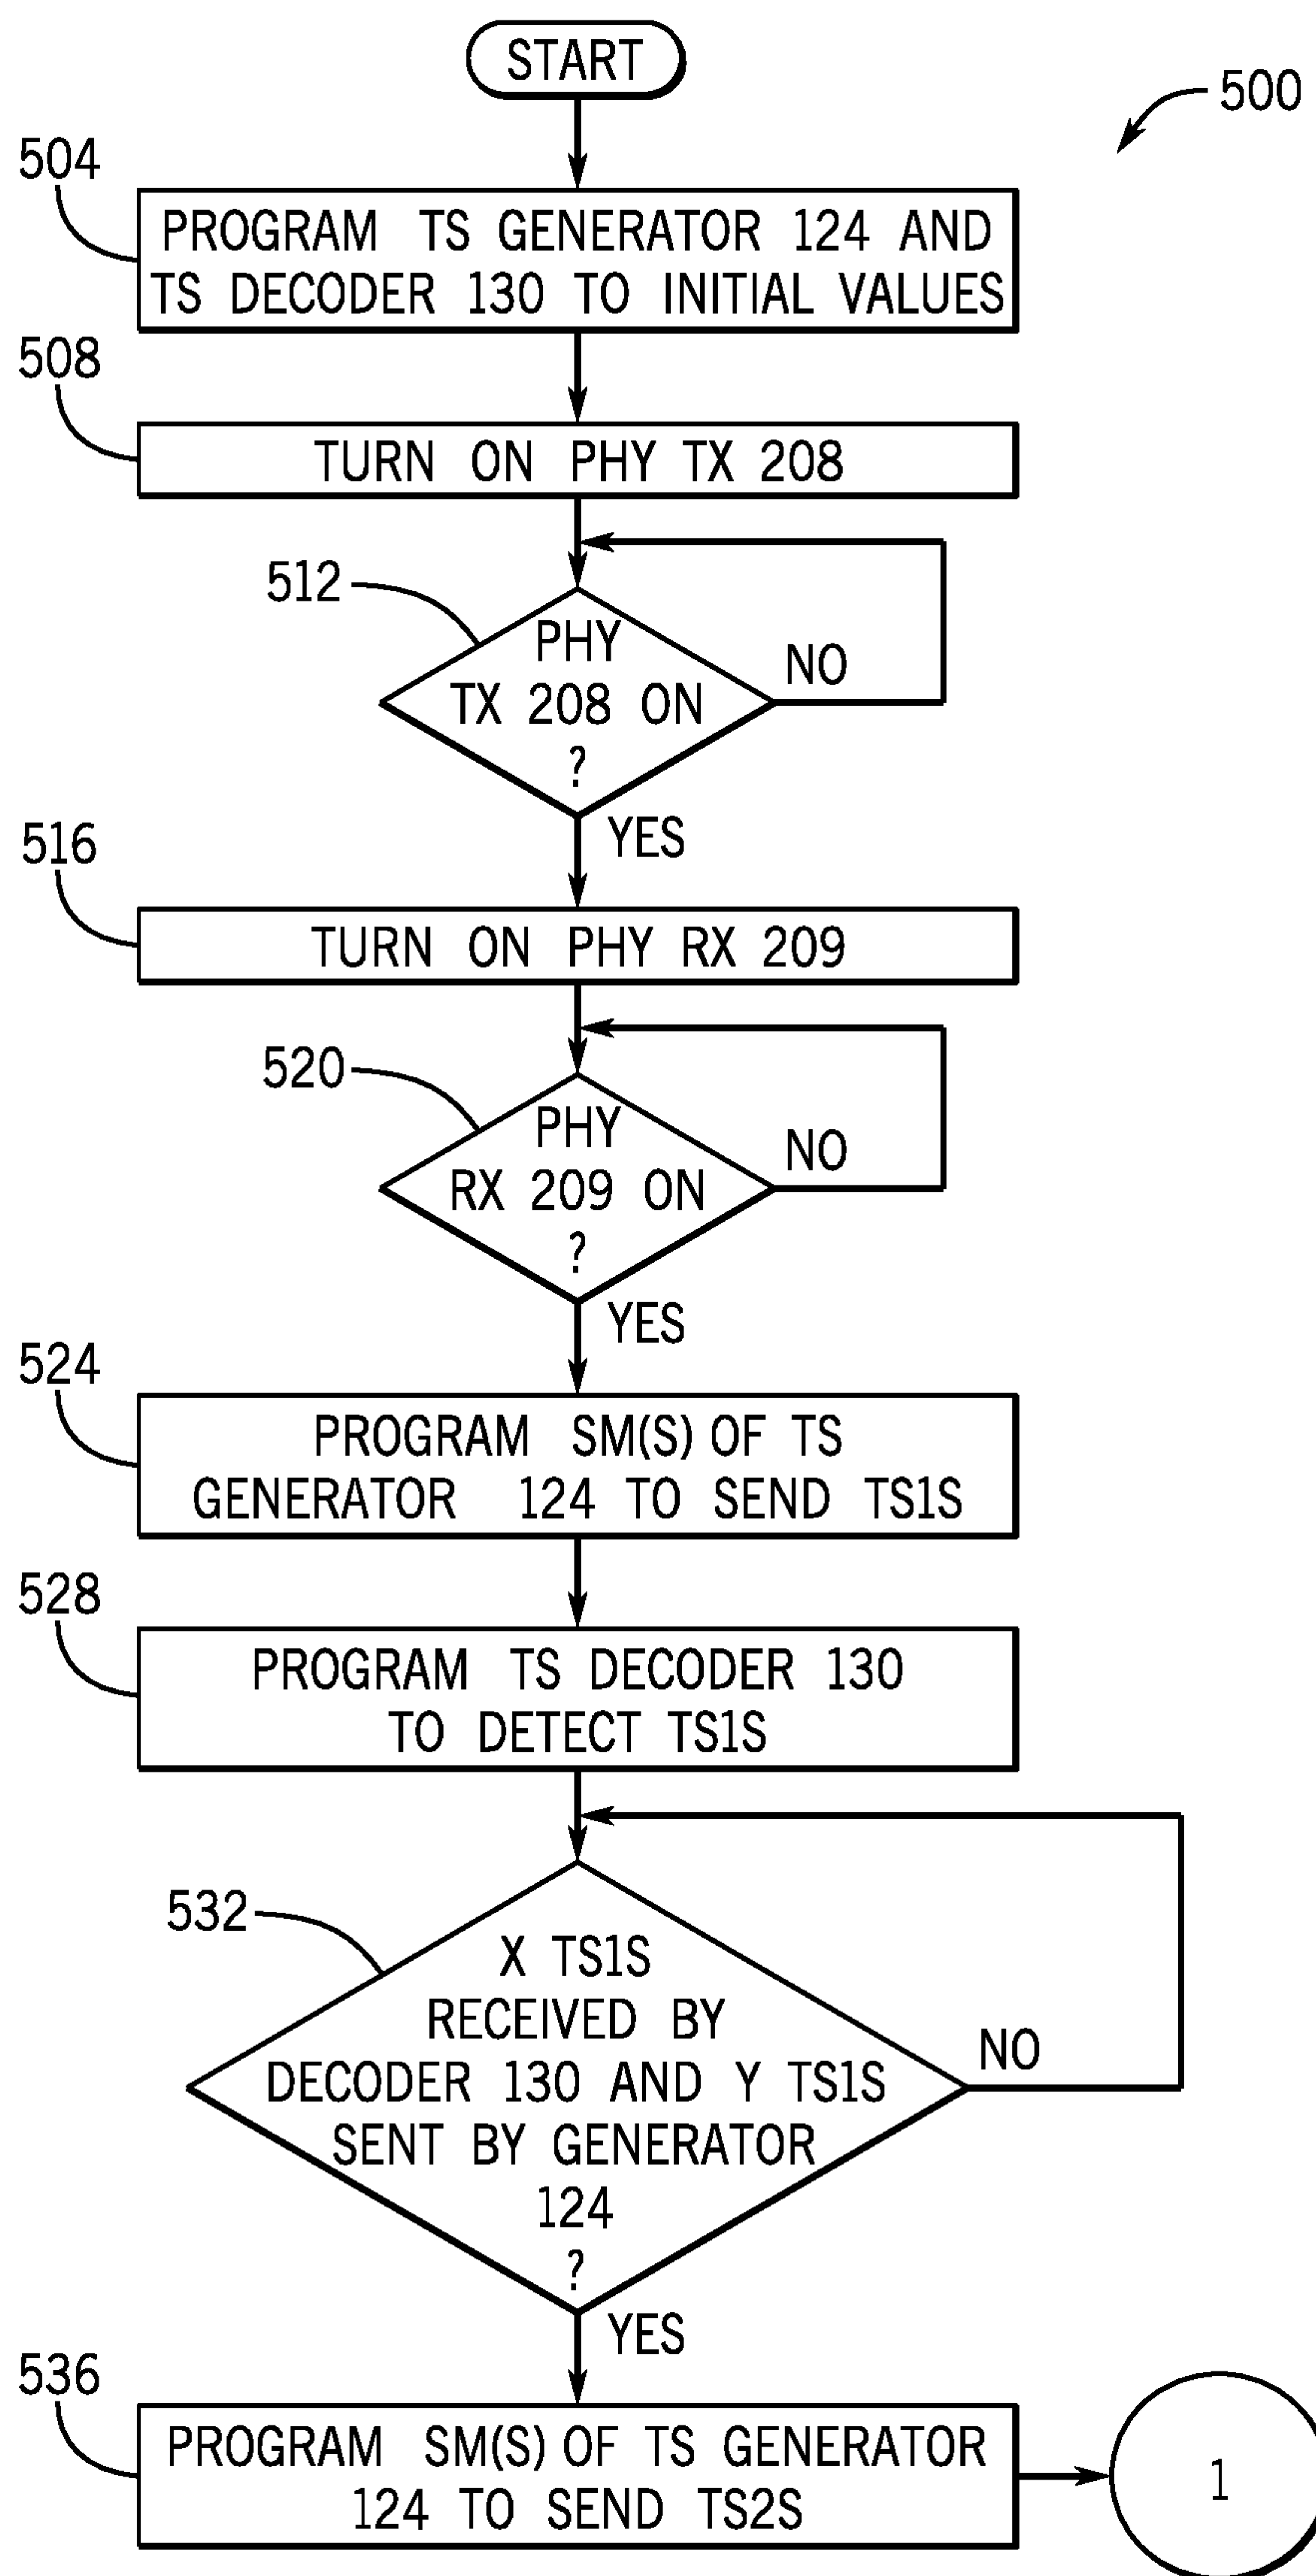 START
500
504
PROGRAM TS GENERATOR 124 AND
TS DECODER 130 TO INITIAL VALUES
508
TURN ON PHY TX 208
512
PHY
TX 208 ON
?
NO
YES
516
TURN ON PHY RX 209
520
PHY
RX 209 ON
?
NO
YES
524
PROGRAM SM(S) OF TS
GENERATOR 124 TO SEND TS1S
528
PROGRAM TS DECODER 130
TO DETECT TS1S
532
X TS1S
RECEIVED BY
DECODER 130 AND Y TS1S
SENT BY GENERATOR
124
?
NO
YES
536
PROGRAM SM(S) OF TS GENERATOR
124 TO SEND TS2S
1